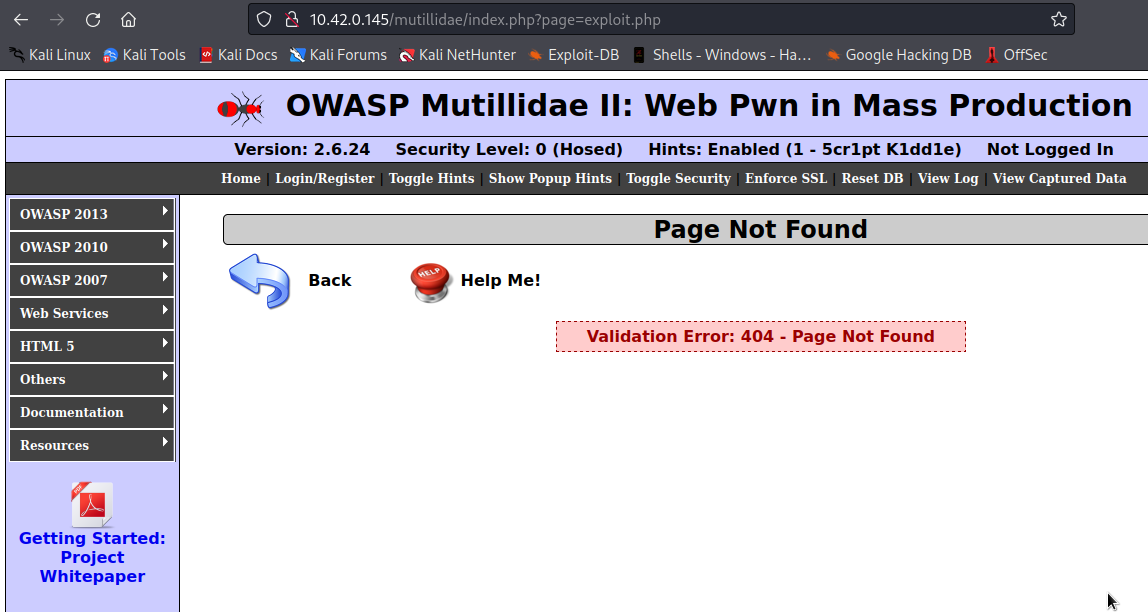 10.42.0.145/mutillidae/index.php?page=exploit.php
Kali Linux Kali Tools Kali Docs Kali Forums Kali NetHunter Exploit-DB Shells - Windows - Ha… Google Hacking DB OffSec
OWASP Mutillidae II: Web Pwn in Mass Production
Version: 2.6.24 Security Level: 0 (Hosed) Hints: Enabled (1 - 5cr1pt K1dd1e) Not Logged In
Home | Login/Register | Toggle Hints | Show Popup Hints | Toggle Security | Enforce SSL | Reset DB | View Log | View Captured Data
OWASP 2013
OWASP 2010
OWASP 2007
Web Services
HTML 5
Others
Documentation
Resources
Getting Started:
Project
Whitepaper
Page Not Found
Back
HELP
Help Me!
Validation Error: 404 - Page Not Found